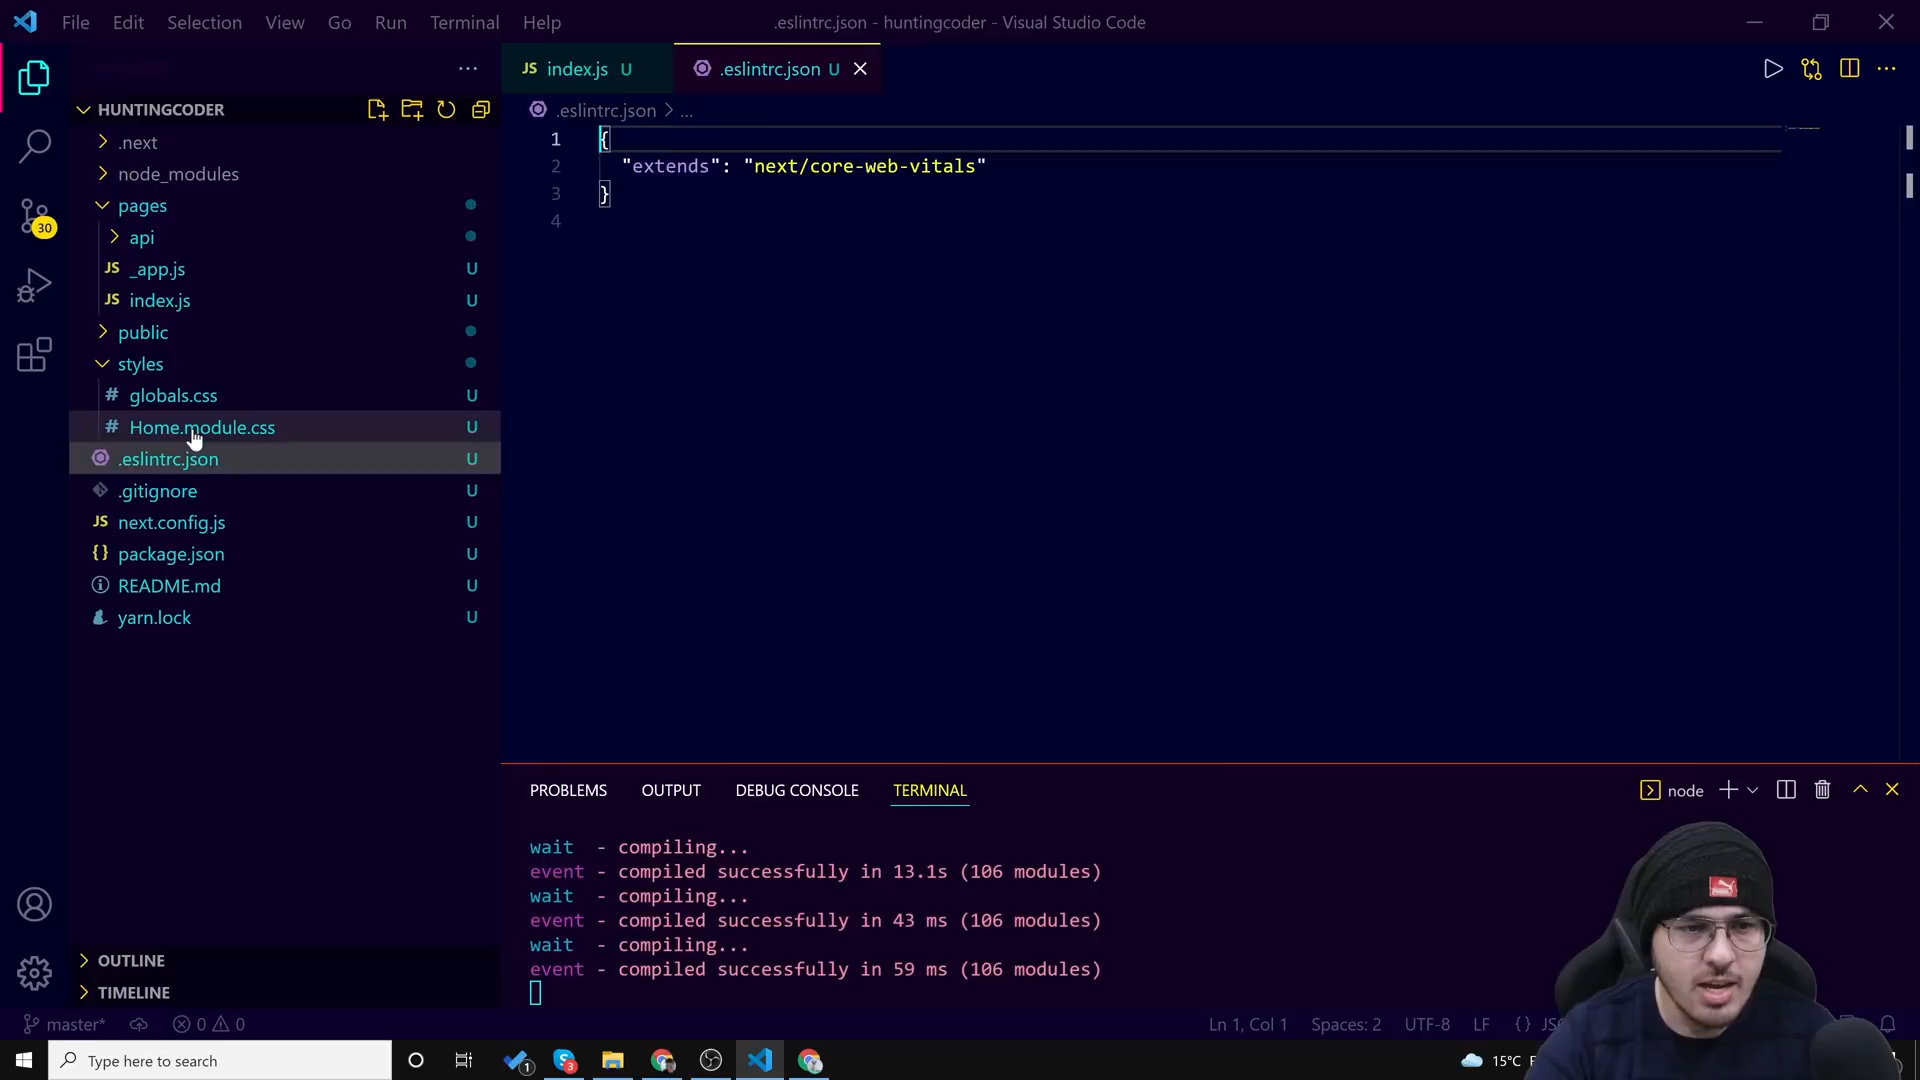 File Edit Selection View Go Run Terminal Help
.eslintrc.json - huntingcoder - Visual Studio Code
JS index.js U
.eslintrc.json U
HUNTINGCODER
.eslintrc.json > ...
.next
node_modules
pages
api
JS _app.js U
JS index.js U
public
styles
# globals.css U
# Home.module.css U
.eslintrc.json U
.gitignore U
JS next.config.js U
{} package.json U
README.md U
yarn.lock U
30
1 {
2 "extends": "next/core-web-vitals"
3 }
4
PROBLEMS OUTPUT DEBUG CONSOLE TERMINAL
node
wait - compiling...
event - compiled successfully in 13.1s (106 modules)
wait - compiling...
event - compiled successfully in 43 ms (106 modules)
wait - compiling...
event - compiled successfully in 59 ms (106 modules)
OUTLINE
TIMELINE
master* 0 0
Ln 1, Col 1 Spaces: 2 UTF-8 LF {}
Type here to search
1
3
15°C